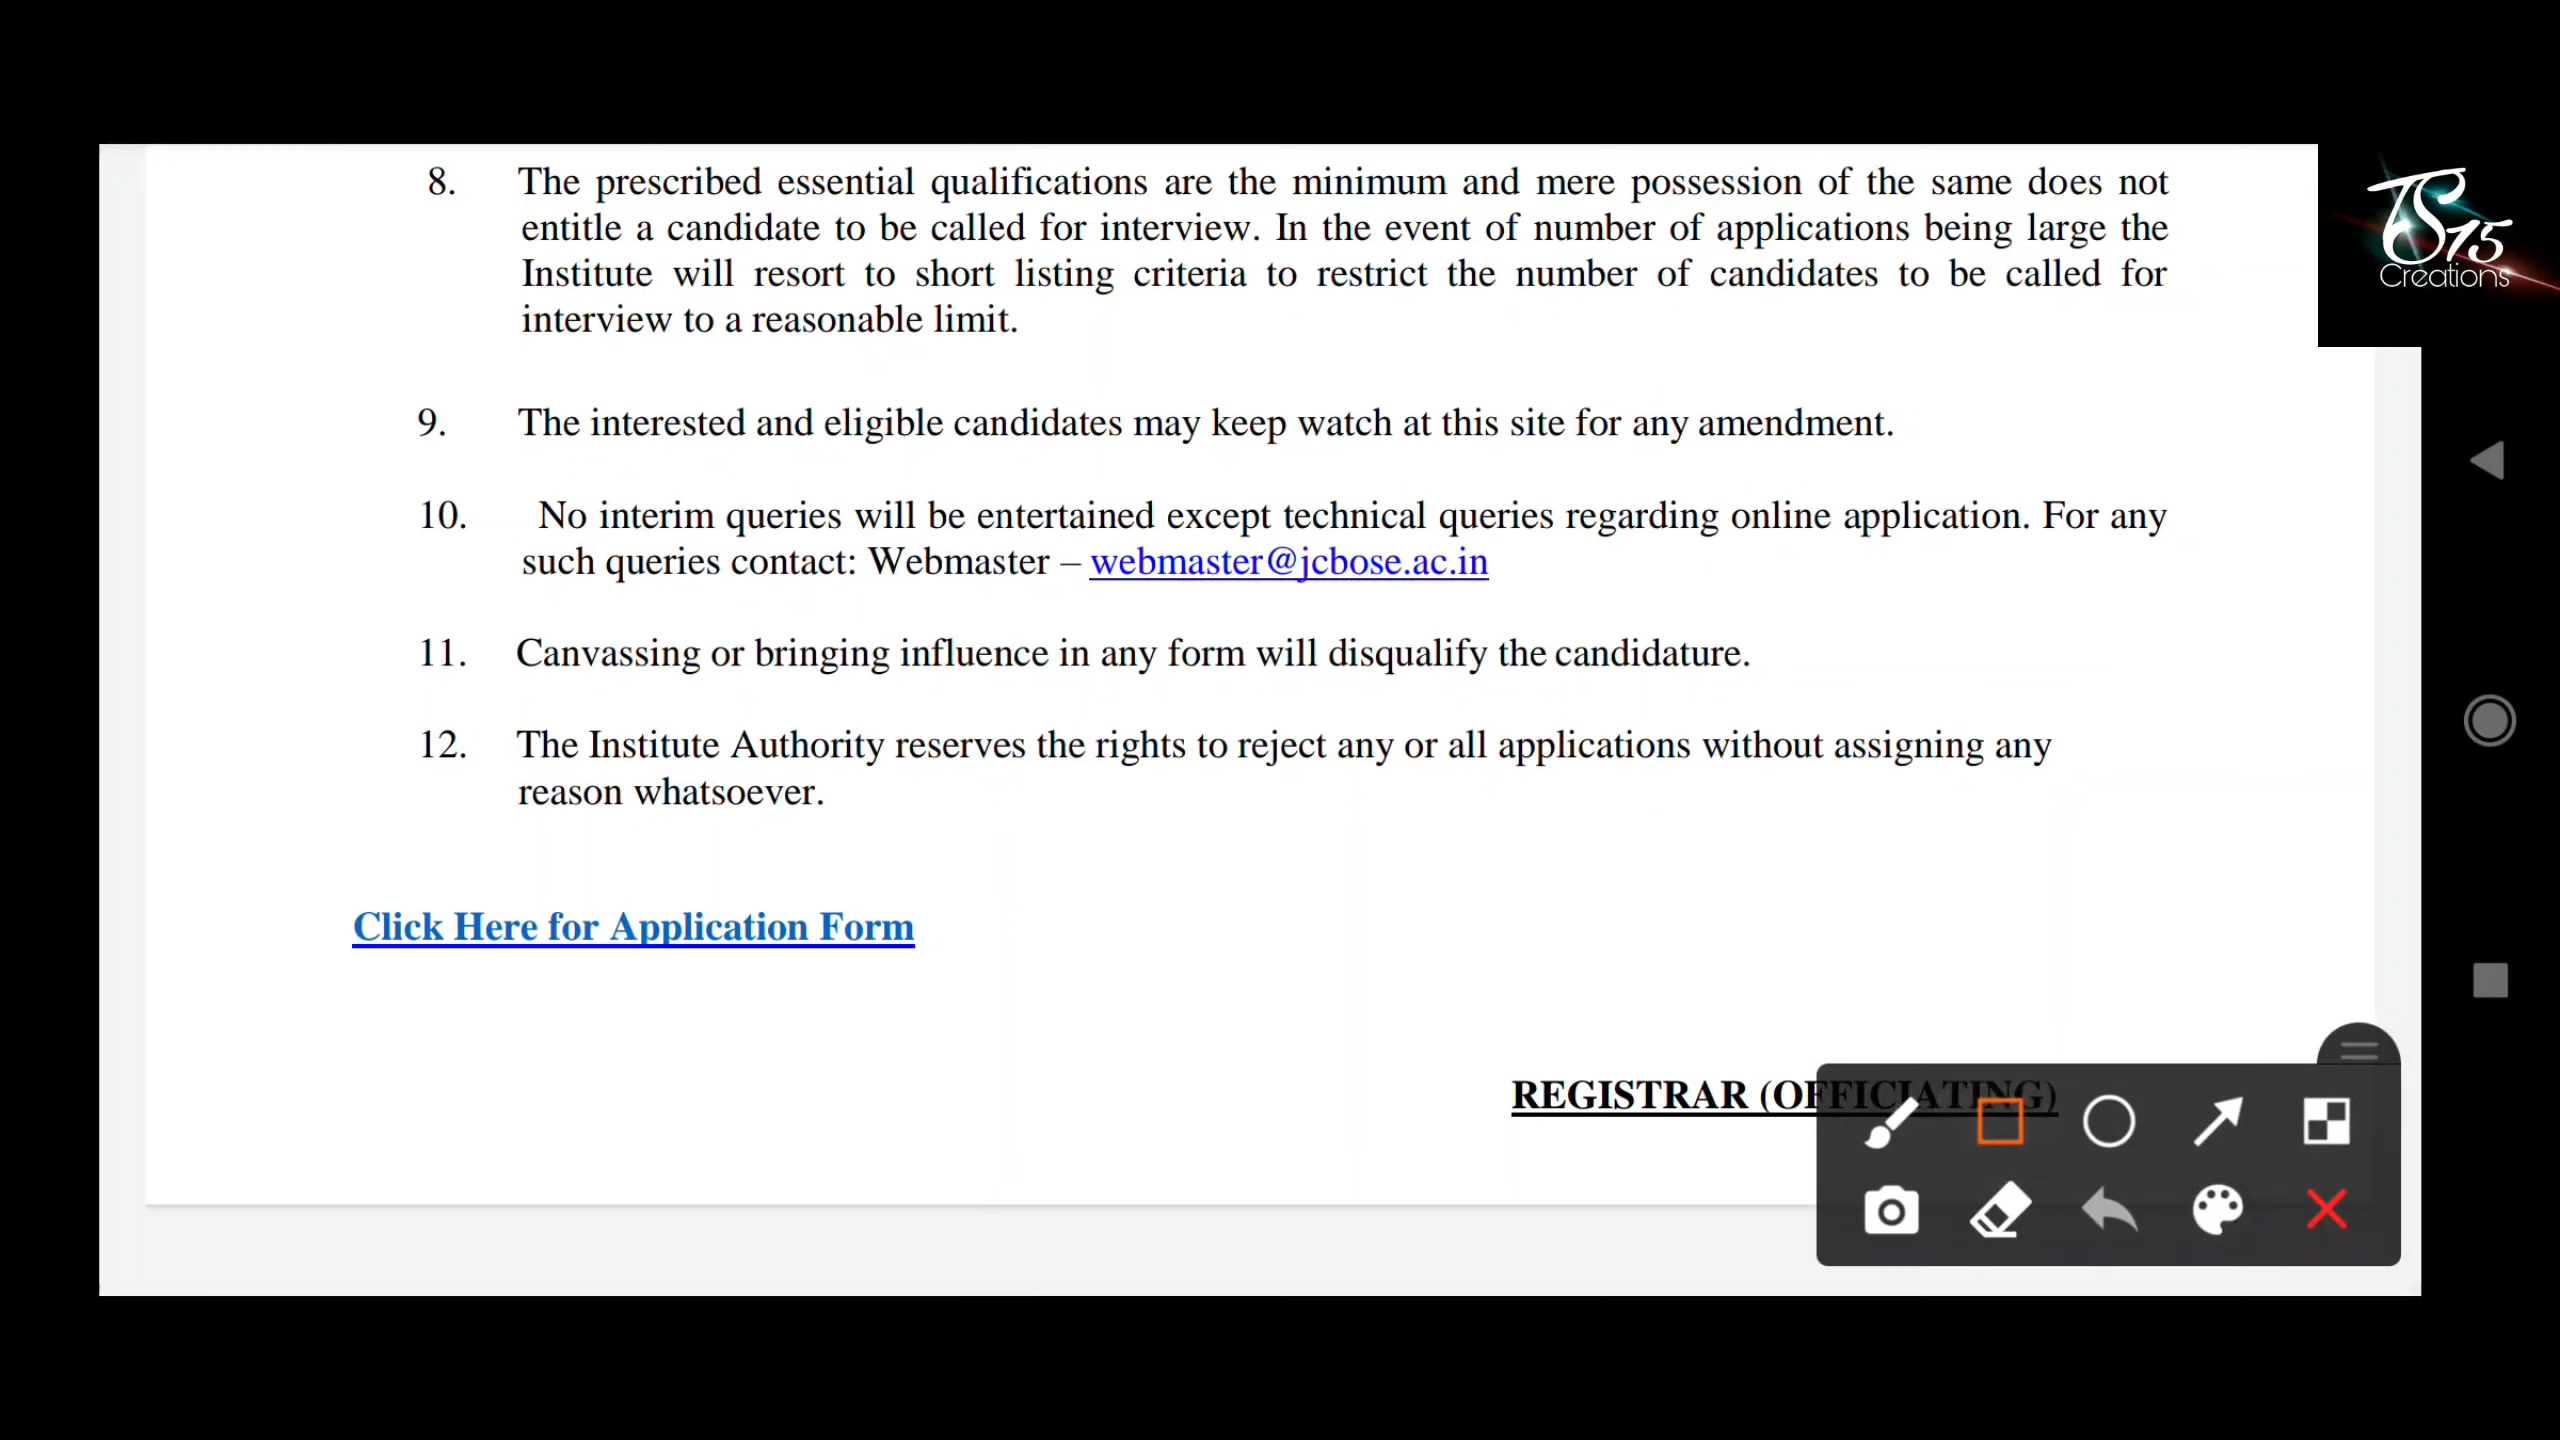 8. The prescribed essential qualifications are the minimum and mere possession of the same does not
entitle a candidate to be called for interview. In the event of number of applications being large the
Institute will resort to short listing criteria to restrict the number of candidates to be called for
interview to a reasonable limit.
9. The interested and eligible candidates may keep watch at this site for any amendment.
10. No interim queries will be entertained except technical queries regarding online application. For any
such queries contact: Webmaster – webmaster@jcbose.ac.in
11. Canvassing or bringing influence in any form will disqualify the candidature.
12. The Institute Authority reserves the rights to reject any or all applications without assigning any
reason whatsoever.
Click Here for Application Form
REGISTRAR (OFFICIATING)
TS15
Creations